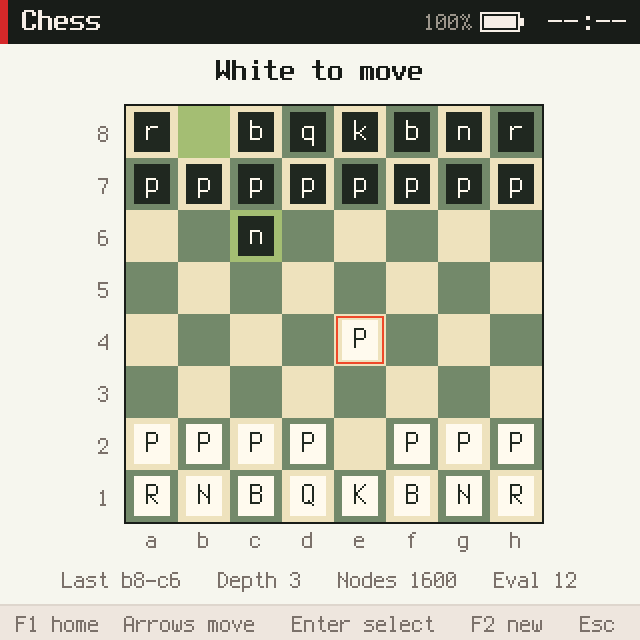 Chess 100% --:--
White to move
8 r b q k b n r
7 p p p p p p p p
6 n
5
4 P
3
2 P P P P P P P
1 R N B Q K B N R
a b c d e f g h
Last b8-c6 Depth 3 Nodes 1600 Eval 12
F1 home Arrows move Enter select F2 new Esc